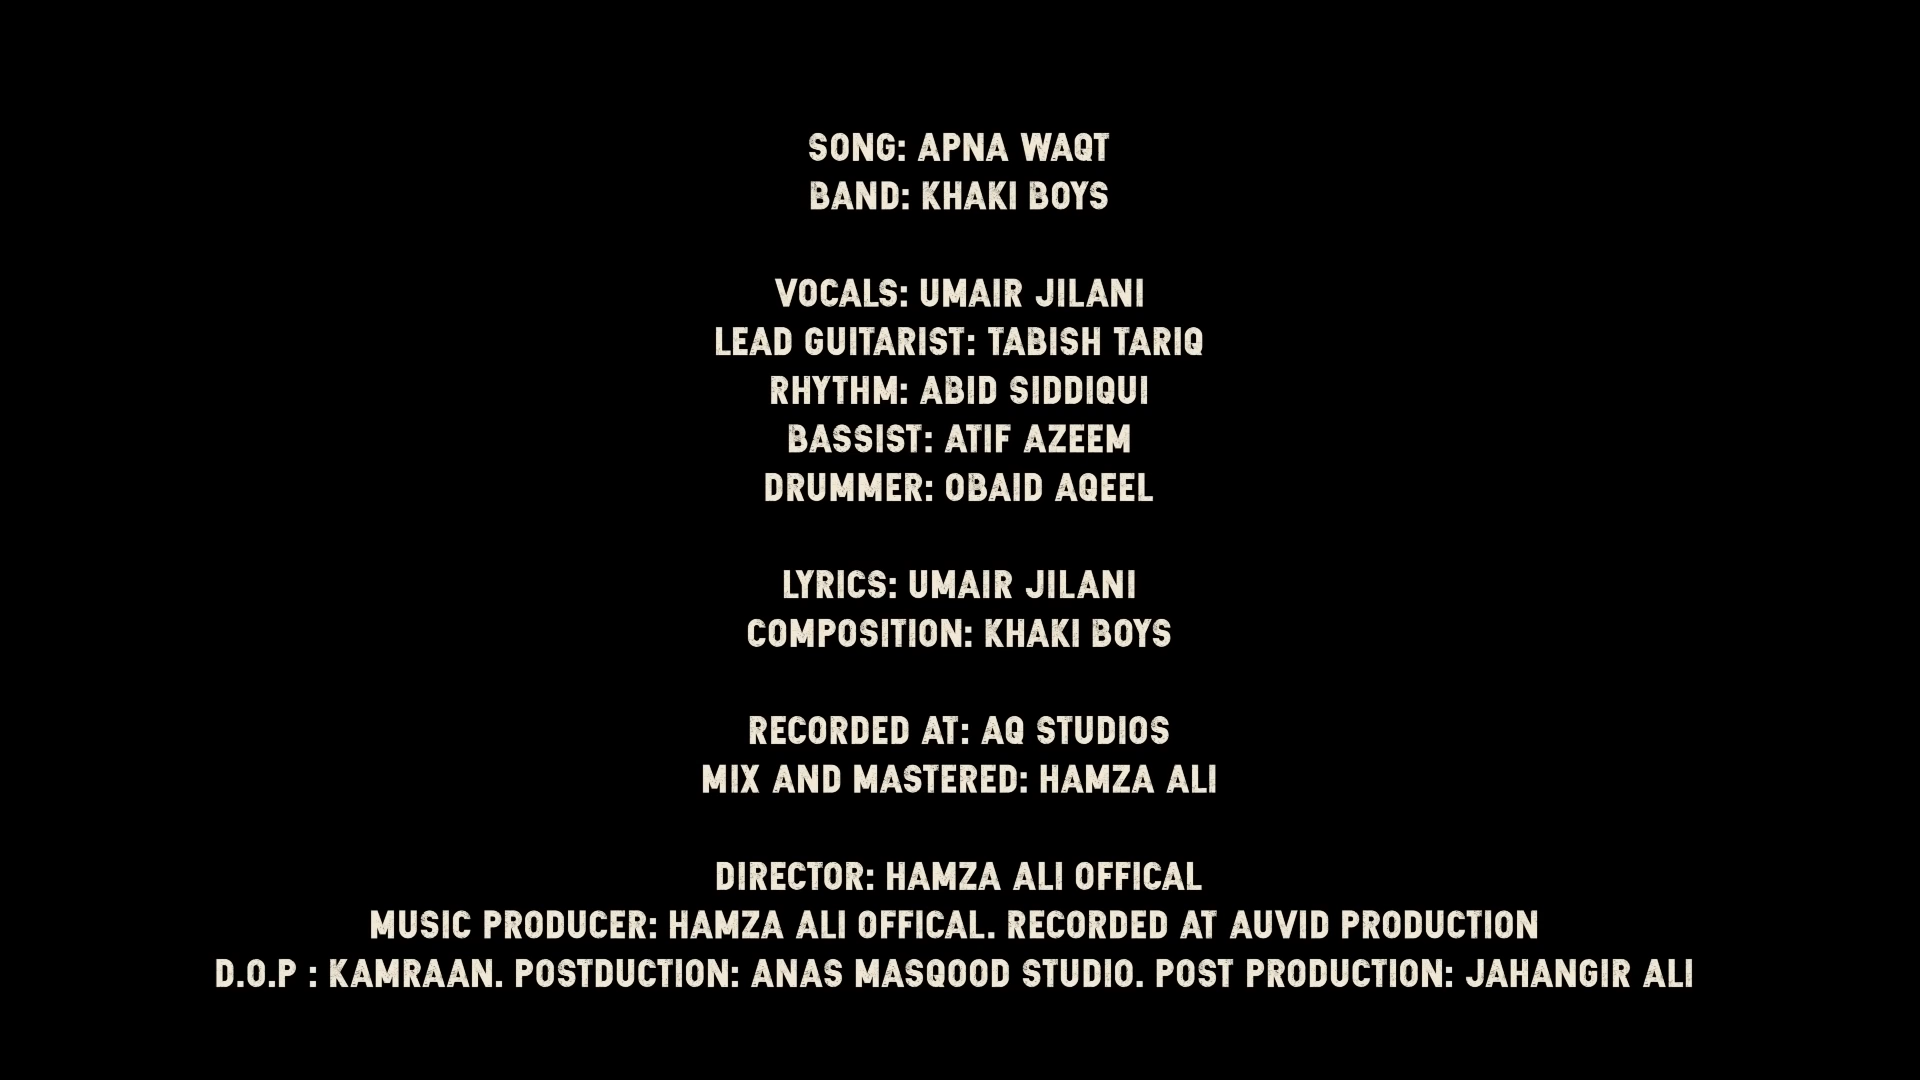 SONG: APNA WAQT
BAND: KHAKI BOYS
VOCALS: UMAIR JILANI
LEAD GUITARIST: TABISH TARIQ
RHYTHM: ABID SIDDIQUI
BASSIST: ATIF AZEEM
DRUMMER: OBAID AQEEL
LYRICS: UMAIR JILANI
COMPOSITION: KHAKI BOYS
RECORDED AT: AQ STUDIOS
MIX AND MASTERED: HAMZA ALI
DIRECTOR: HAMZA ALI OFFICAL
MUSIC PRODUCER: HAMZA ALI OFFICAL. RECORDED AT AUVID PRODUCTION
D.O.P : KAMRAAN. POSTDUCTION: ANAS MASQOOD STUDIO. POST PRODUCTION: JAHANGIR ALI